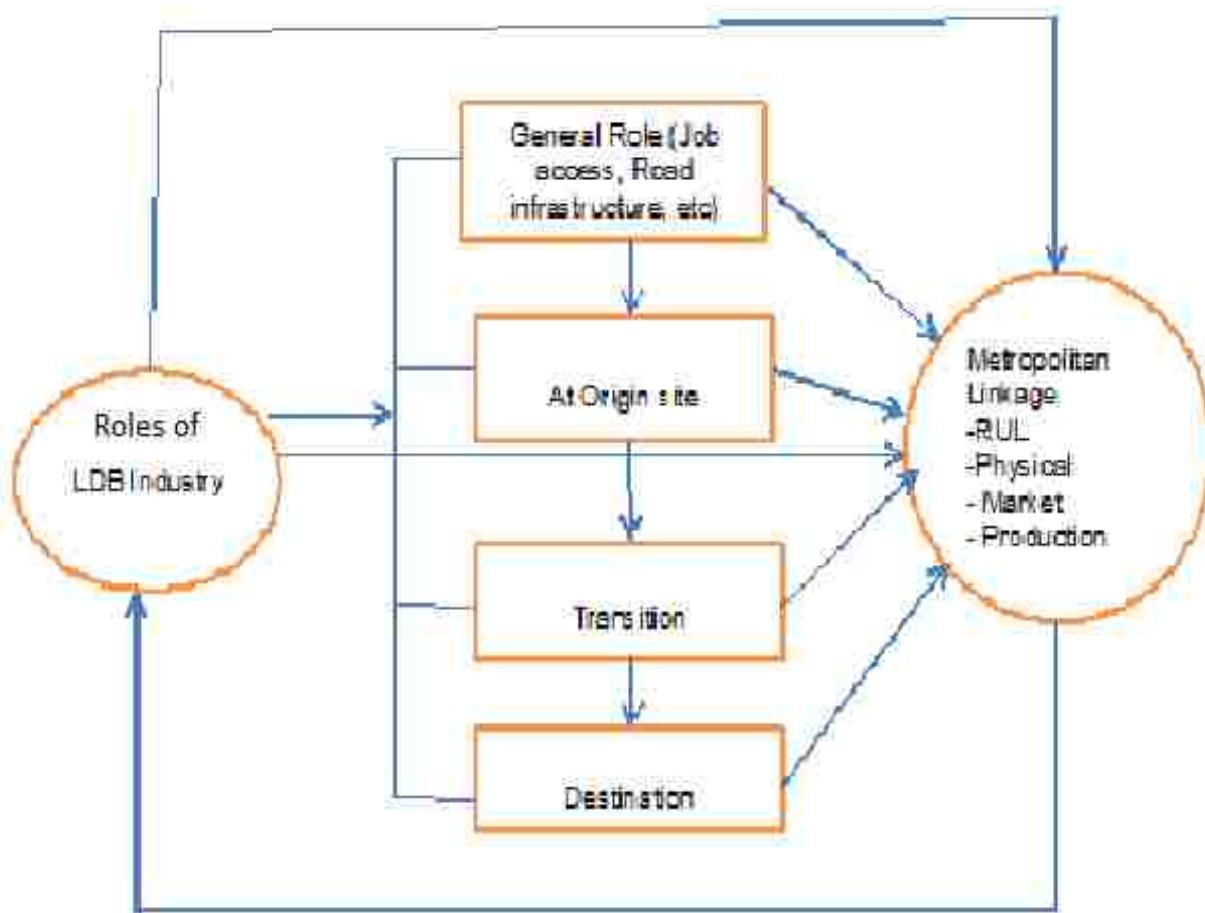 General Role ( Job
access, Road
infrastructure, etc)
At Origin site
Roles of
LDB Industry
Metropolitan
Linkage
-RUL
-Physical
- Market
- Production
Transition
Destination